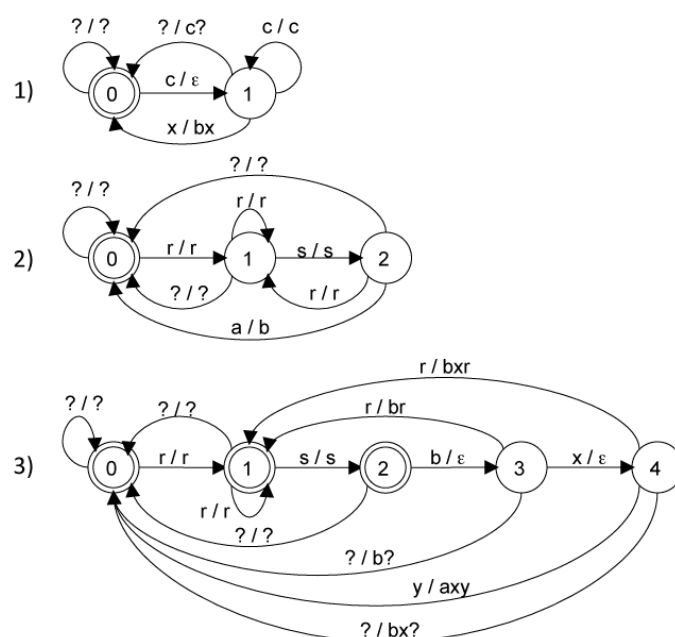 ? / ?
? / c?
c / c
1)
0
c / ε
1
x / bx
? / ?
? / ?
r / r
2)
0
r / r
1
s / s
2
? / ?
r / r
a / b
r / bxr
? / ?
? / ?
r / br
3)
0
r / r
1
s / s
2
b / ε
3
x / ε
4
r / r
? / ?
? / b?
y / axy
? / bx?